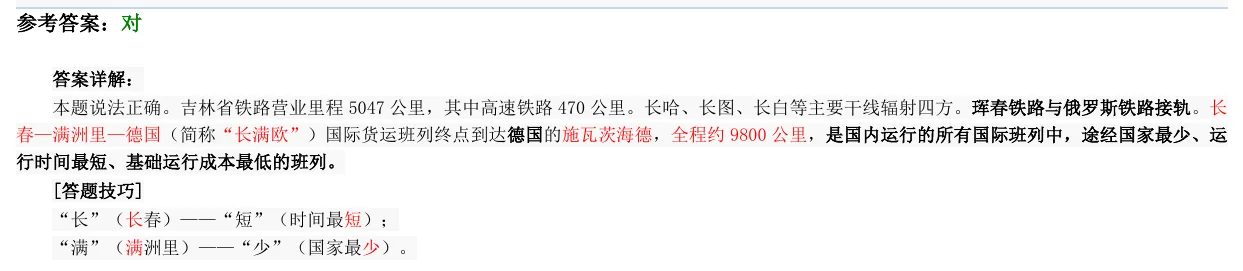 参考答案：对
答案详解：
本题说法正确。吉林省铁路营业里程 5047 公里，其中高速铁路 470 公里。长哈、长图、长白等主要干线辐射四方。珲春铁路与俄罗斯铁路接轨。长
春—满洲里—德国（简称“长满欧”）国际货运班列终点到达德国的施瓦茨海德，全程约 9800 公里，是国内运行的所有国际班列中，途经国家最少、运
行时间最短、基础运行成本最低的班列。
[答题技巧]
“长”（长春）——“短”（时间最短）；
“满”（满洲里）——“少”（国家最少）。